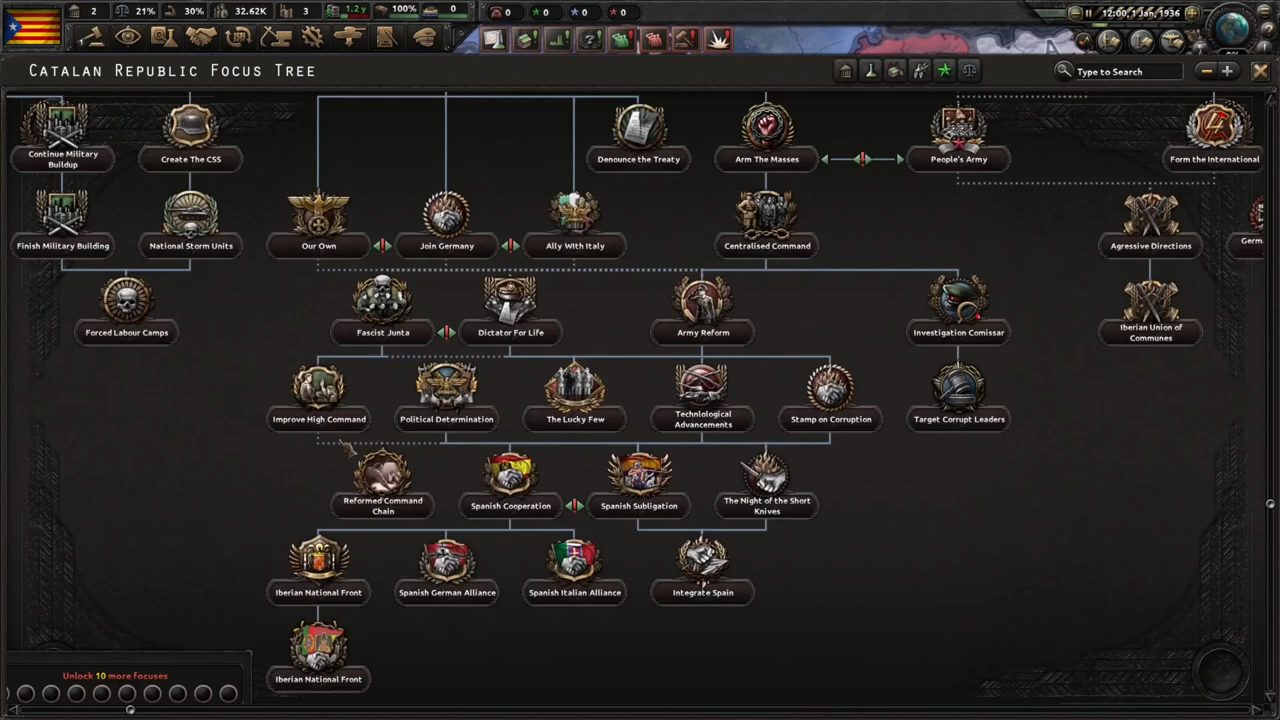 2
21%
30%
32.62K
3
1.2 y
100%
0
0
0
0
0
12:00, 1 Jan, 1936
0%
Catalan Republic Focus Tree
Type to Search
Continue Military
Buildup
Create The CSS
Denounce the Treaty
Arm The Masses
People's Army
Form the International
Finish Military Building
National Storm Units
Our Own
Join Germany
Ally With Italy
Centralised Command
Agressive Directions
Germ
Forced Labour Camps
Fascist Junta
Dictator For Life
Army Reform
Investigation Comissar
Iberian Union of
Communes
Improve High Command
Political Determination
The Lucky Few
Technlological
Advancements
Stamp on Corruption
Target Corrupt Leaders
Reformed Command
Chain
Spanish Cooperation
Spanish Subligation
The Night of the Short
Knives
Iberian National Front
Spanish German Alliance
Spanish Italian Alliance
Integrate Spain
Iberian National Front
Unlock 10 more focuses